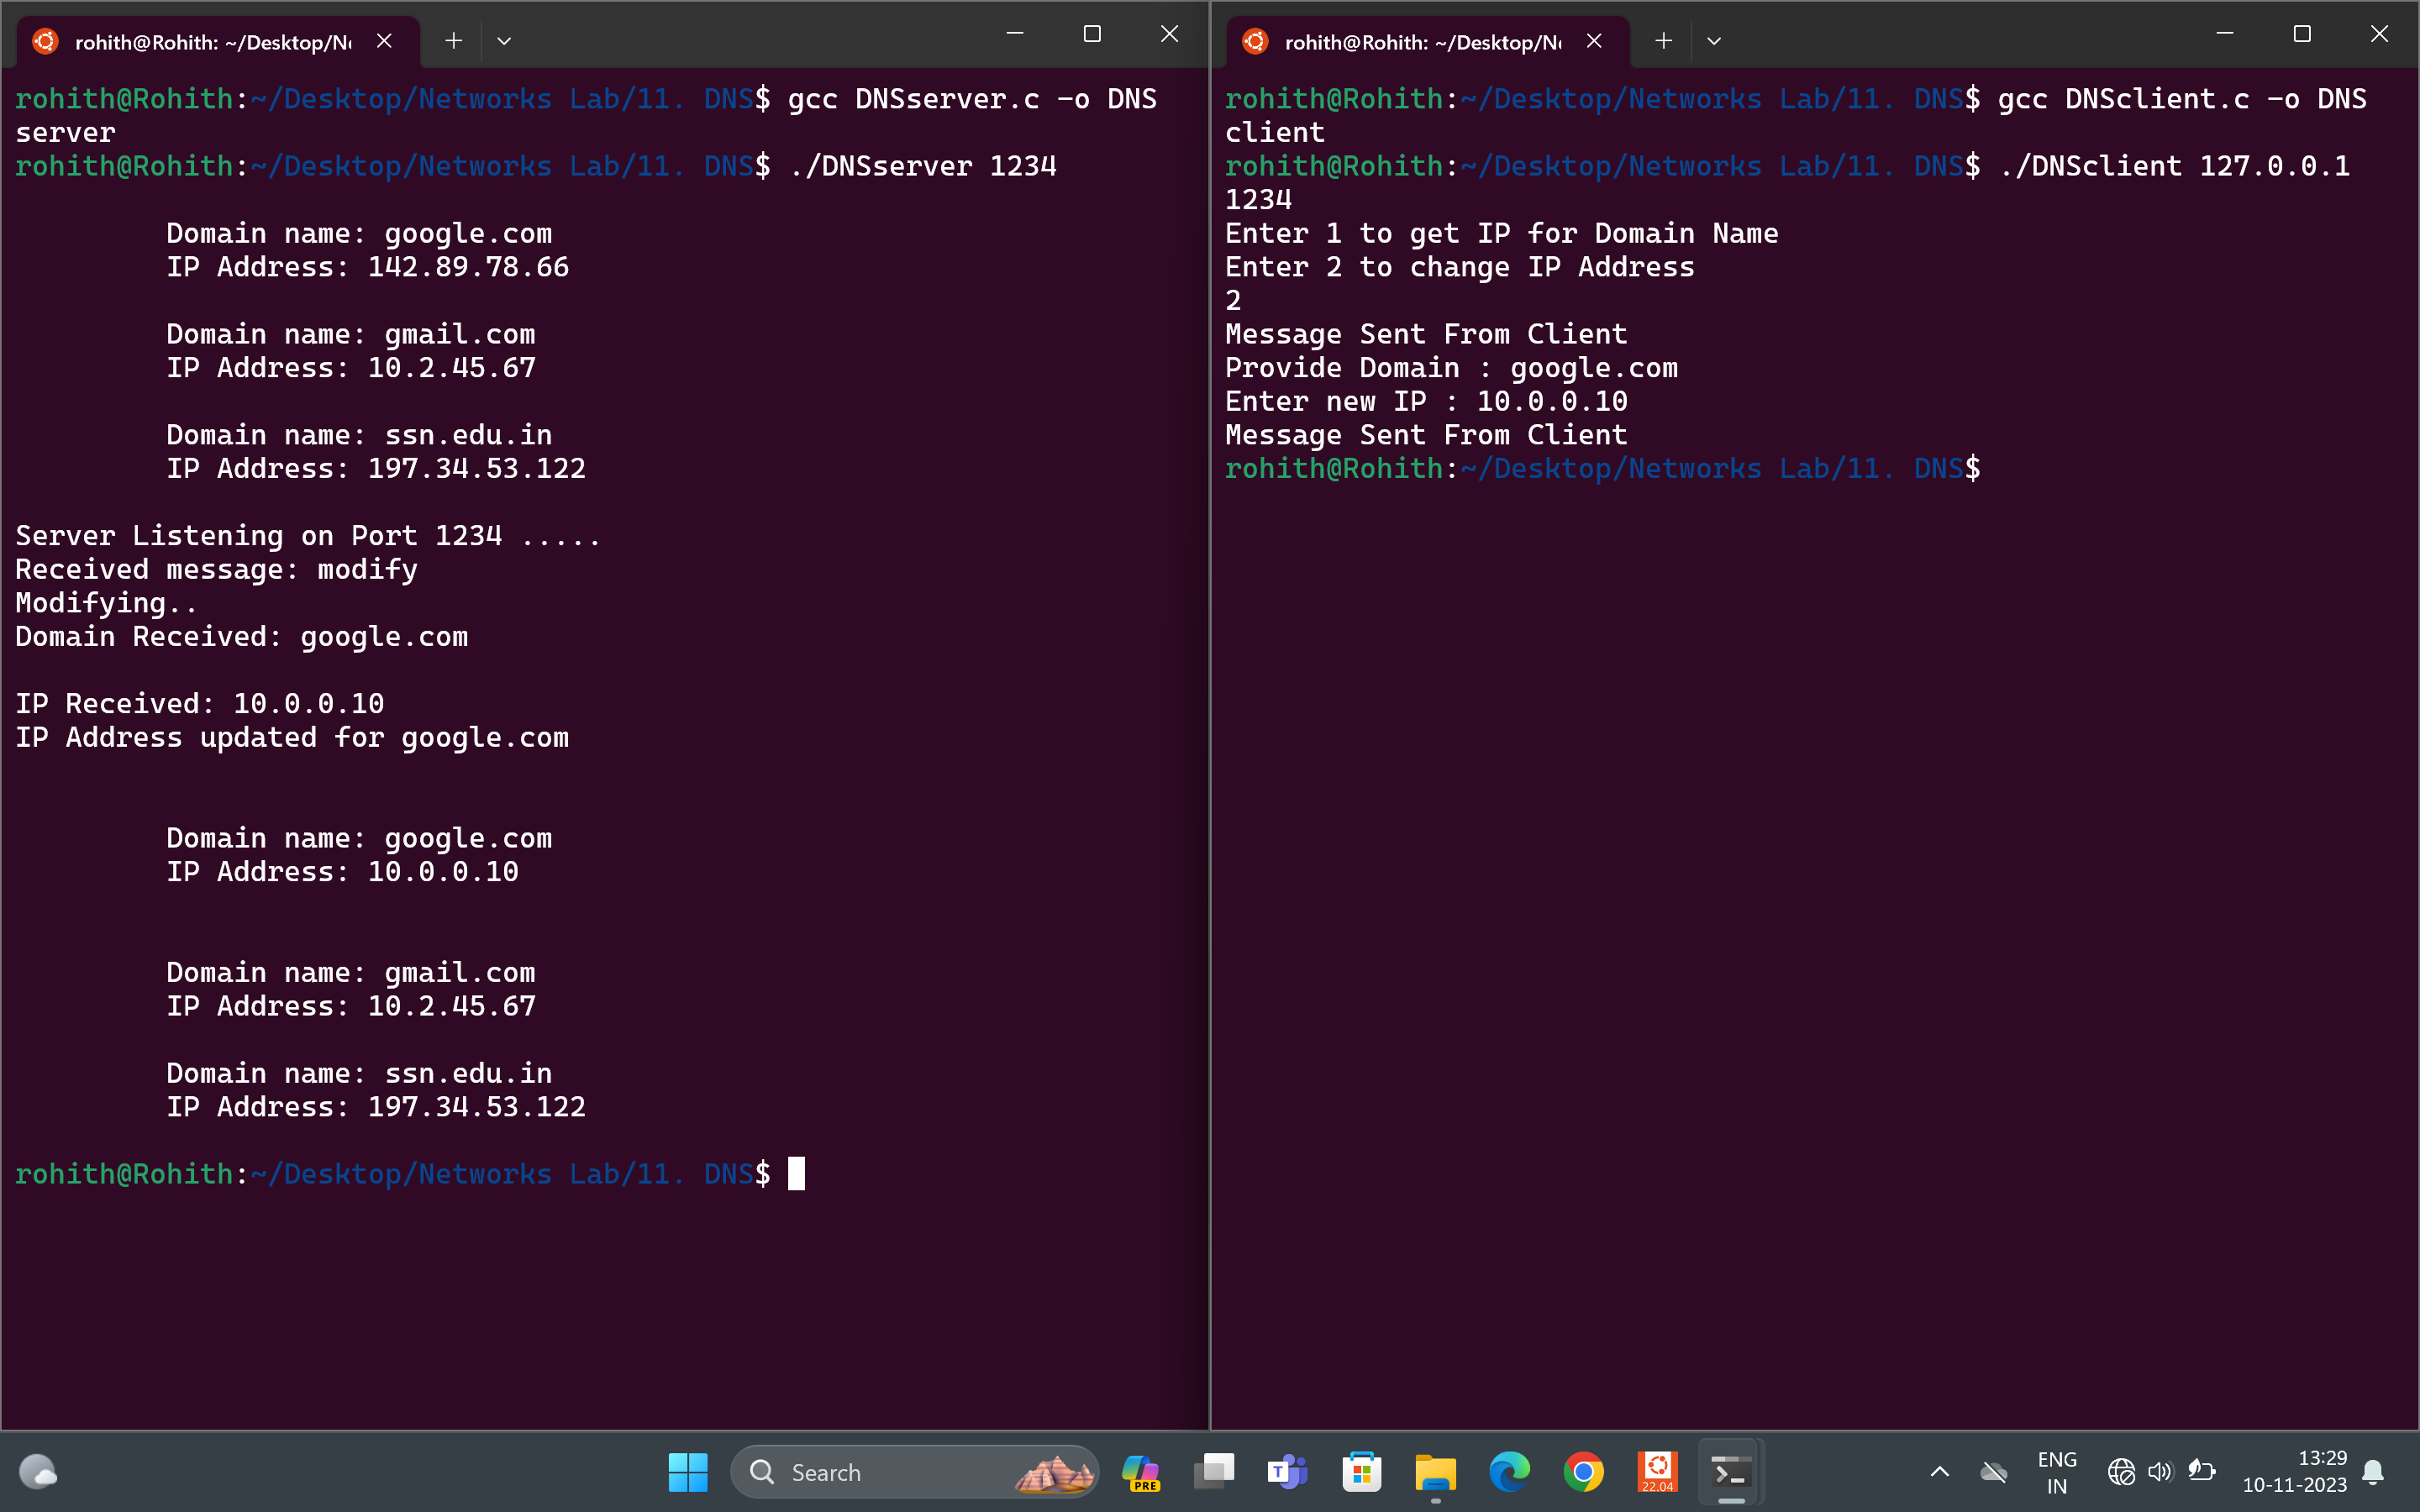 rohith@Rohith: ~/Desktop/Ne
rohith@Rohith:~/Desktop/Networks Lab/11. DNS$ gcc DNSserver.c -o DNS
server
rohith@Rohith:~/Desktop/Networks Lab/11. DNS$ ./DNSserver 1234
Domain name: google.com
IP Address: 142.89.78.66
Domain name: gmail.com
IP Address: 10.2.45.67
Domain name: ssn.edu.in
IP Address: 197.34.53.122
Server Listening on Port 1234 .....
Received message: modify
Modifying..
Domain Received: google.com
IP Received: 10.0.0.10
IP Address updated for google.com
Domain name: google.com
IP Address: 10.0.0.10
Domain name: gmail.com
IP Address: 10.2.45.67
Domain name: ssn.edu.in
IP Address: 197.34.53.122
rohith@Rohith:~/Desktop/Networks Lab/11. DNS$
rohith@Rohith: ~/Desktop/Ne
rohith@Rohith:~/Desktop/Networks Lab/11. DNS$ gcc DNSclient.c -o DNS
client
rohith@Rohith:~/Desktop/Networks Lab/11. DNS$ ./DNSclient 127.0.0.1
1234
Enter 1 to get IP for Domain Name
Enter 2 to change IP Address
2
Message Sent From Client
Provide Domain : google.com
Enter new IP : 10.0.0.10
Message Sent From Client
rohith@Rohith:~/Desktop/Networks Lab/11. DNS$
Search
PRE
T
22.04
ENG
IN
13:29
10-11-2023